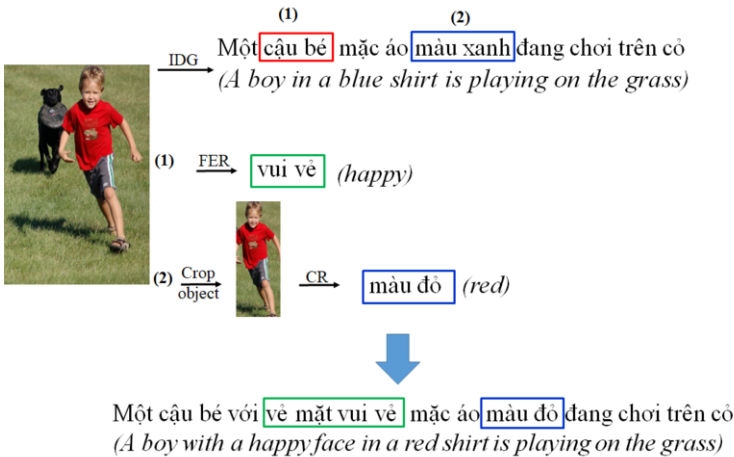 (1) (2)
IDG Một cậu bé mặc áo màu xanh đang chơi trên cỏ
(A boy in a blue shirt is playing on the grass)
(1) FER vui vẻ (happy)
(2) Crop object CR màu đỏ (red)
Một cậu bé với vẻ mặt vui vẻ mặc áo màu đỏ đang chơi trên cỏ
(A boy with a happy face in a red shirt is playing on the grass)